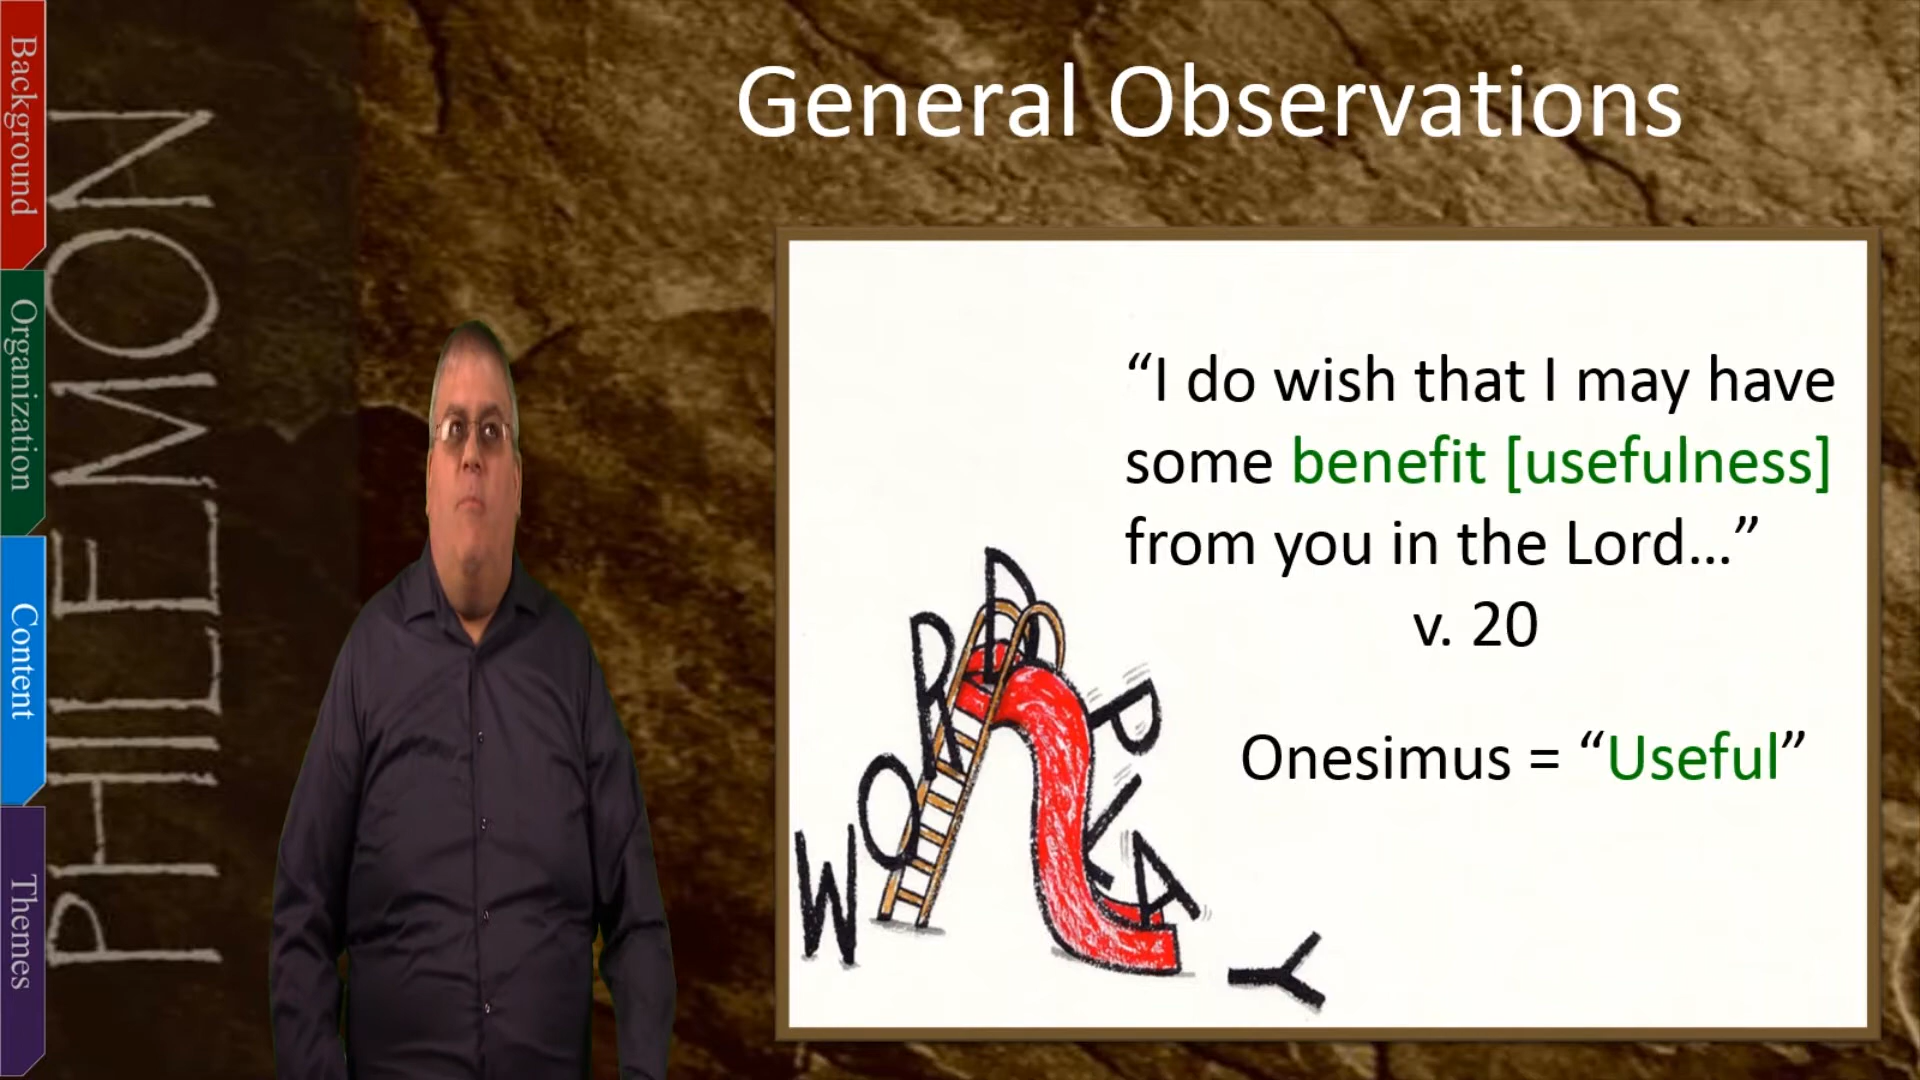 Background
Organization
Content
Themes
PHILEMON
General Observations
“I do wish that I may have
some benefit [usefulness]
from you in the Lord...”
v. 20
Onesimus = “Useful”
WORD
PLAY